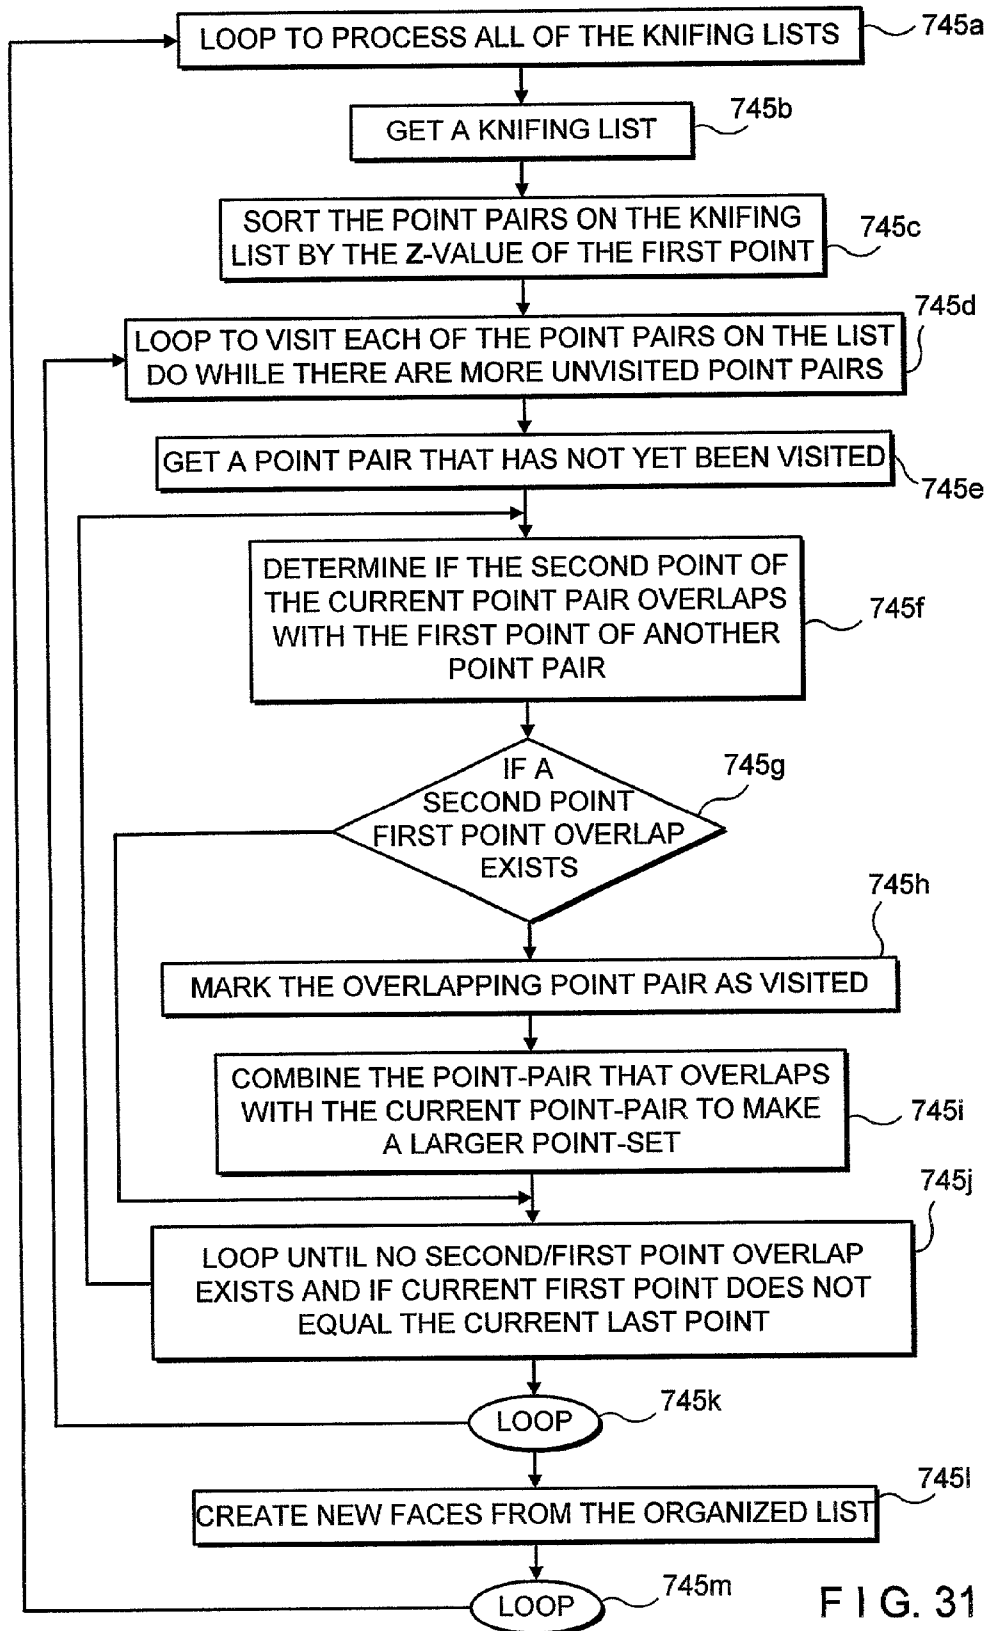 LOOP TO PROCESS ALL OF THE KNIFING LISTS
745a
GET A KNIFING LIST
745b
SORT THE POINT PAIRS ON THE KNIFING
LIST BY THE Z-VALUE OF THE FIRST POINT
745c
LOOP TO VISIT EACH OF THE POINT PAIRS ON THE LIST
DO WHILE THERE ARE MORE UNVISITED POINT PAIRS
745d
GET A POINT PAIR THAT HAS NOT YET BEEN VISITED
745e
DETERMINE IF THE SECOND POINT OF
THE CURRENT POINT PAIR OVERLAPS
WITH THE FIRST POINT OF ANOTHER
POINT PAIR
745f
IF A
SECOND POINT
FIRST POINT OVERLAP
EXISTS
745g
MARK THE OVERLAPPING POINT PAIR AS VISITED
745h
COMBINE THE POINT-PAIR THAT OVERLAPS
WITH THE CURRENT POINT-PAIR TO MAKE
A LARGER POINT-SET
745i
LOOP UNTIL NO SECOND/FIRST POINT OVERLAP
EXISTS AND IF CURRENT FIRST POINT DOES NOT
EQUAL THE CURRENT LAST POINT
745j
LOOP
745k
CREATE NEW FACES FROM THE ORGANIZED LIST
745l
LOOP
745m
F I G. 31